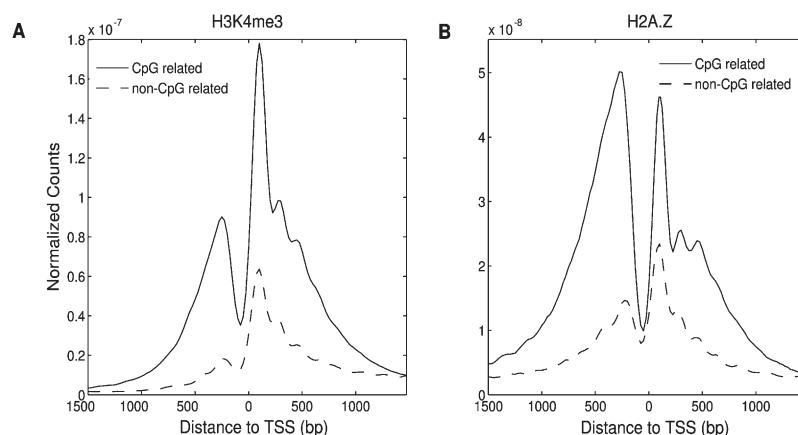 A
H3K4me3
x 10⁻⁷
1.8
1.6
1.4
1.2
1
0.8
0.6
0.4
0.2
0
Normalized Counts
CpG related
non-CpG related
1500 1000 500 0 500 1000
Distance to TSS (bp)
B
H2A.Z
x 10⁻⁸
5
4
3
2
1
0
CpG related
non-CpG related
1500 1000 500 0 500 1000
Distance to TSS (bp)